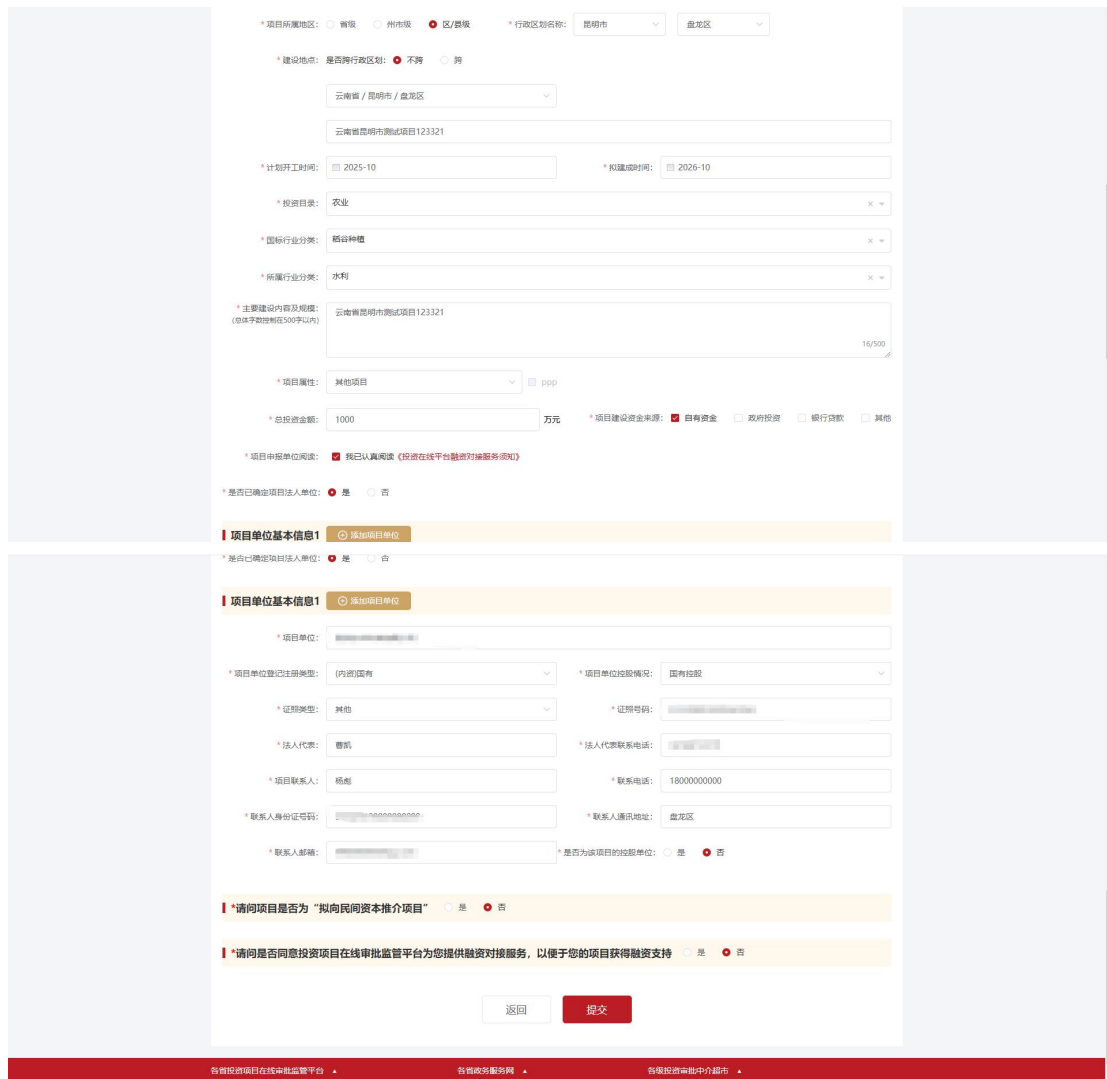 * 项目所属地区： 省级 州市级 区/县级 * 行政区划名称： 昆明市 盘龙区
* 建设地点： 是否跨行政区划： 不跨 跨
云南省 / 昆明市 / 盘龙区
云南省昆明市测试项目123321
* 计划开工时间： 2025-10 * 拟建成时间： 2026-10
* 投资目录： 农业
* 国标行业分类： 稻谷种植
* 所属行业分类： 水利
* 主要建设内容及规模： 云南省昆明市测试项目123321
(总体字数控制在500字以内)
16/500
* 项目属性： 其他项目 ppp
* 总投资金额： 1000 万元 * 项目建设资金来源： 自有资金 政府投资 银行贷款 其他
* 项目申报单位阅读： 我已认真阅读《投资在线平台融资对接服务须知》
* 是否已确定项目法人单位： 是 否
项目单位基本信息1 添加项目单位
* 是否已确定项目法人单位： 是 否
项目单位基本信息1 添加项目单位
* 项目单位：
* 项目单位登记注册类型： (内资)国有 * 项目单位控股情况： 国有控股
* 证照类型： 其他 * 证照号码：
* 法人代表： 曹凯 * 法人代表联系电话：
* 项目联系人： 杨彪 * 联系电话： 18000000000
* 联系人身份证号码： * 联系人通讯地址： 盘龙区
* 联系人邮箱： * 是否为该项目的控股单位： 是 否
*请问项目是否为“拟向民间资本推介项目” 是 否
*请问是否同意投资项目在线审批监管平台为您提供融资对接服务，以便于您的项目获得融资支持 是 否
返回 提交
各省投资项目在线审批监管平台 各省政务服务网 各级投资审批中介超市